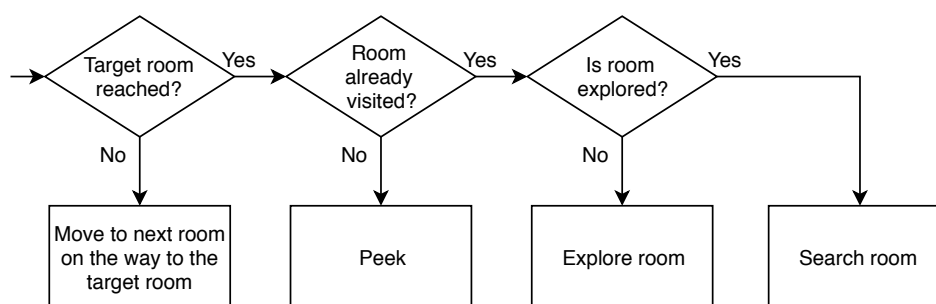 Target room
reached?
Yes
Room
already
visited?
Yes
Is room
explored?
Yes
No
No
No
Move to next room
on the way to the
target room
Peek
Explore room
Search room